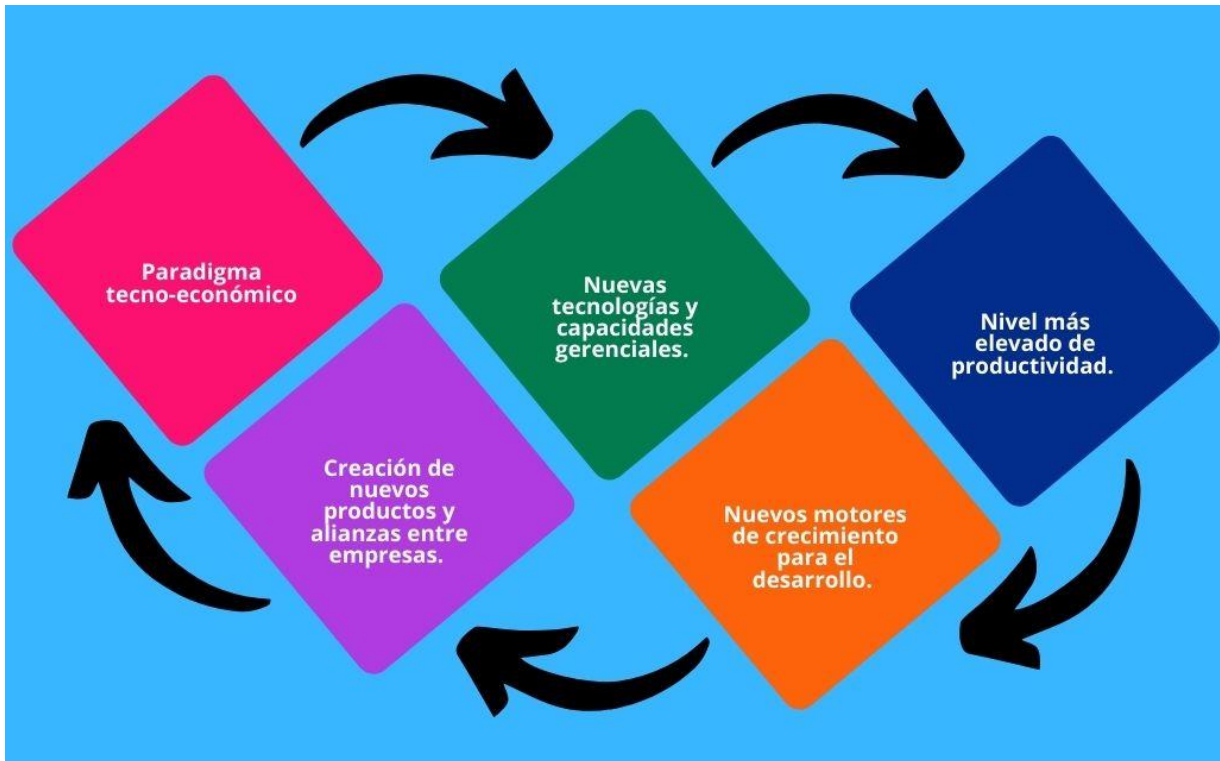 Paradigma
tecno-económico
Nuevas
tecnologías y
capacidades
gerenciales.
Nivel más
elevado de
productividad.
Creación de
nuevos
productos y
alianzas entre
empresas.
Nuevos motores
de crecimiento
para el
desarrollo.